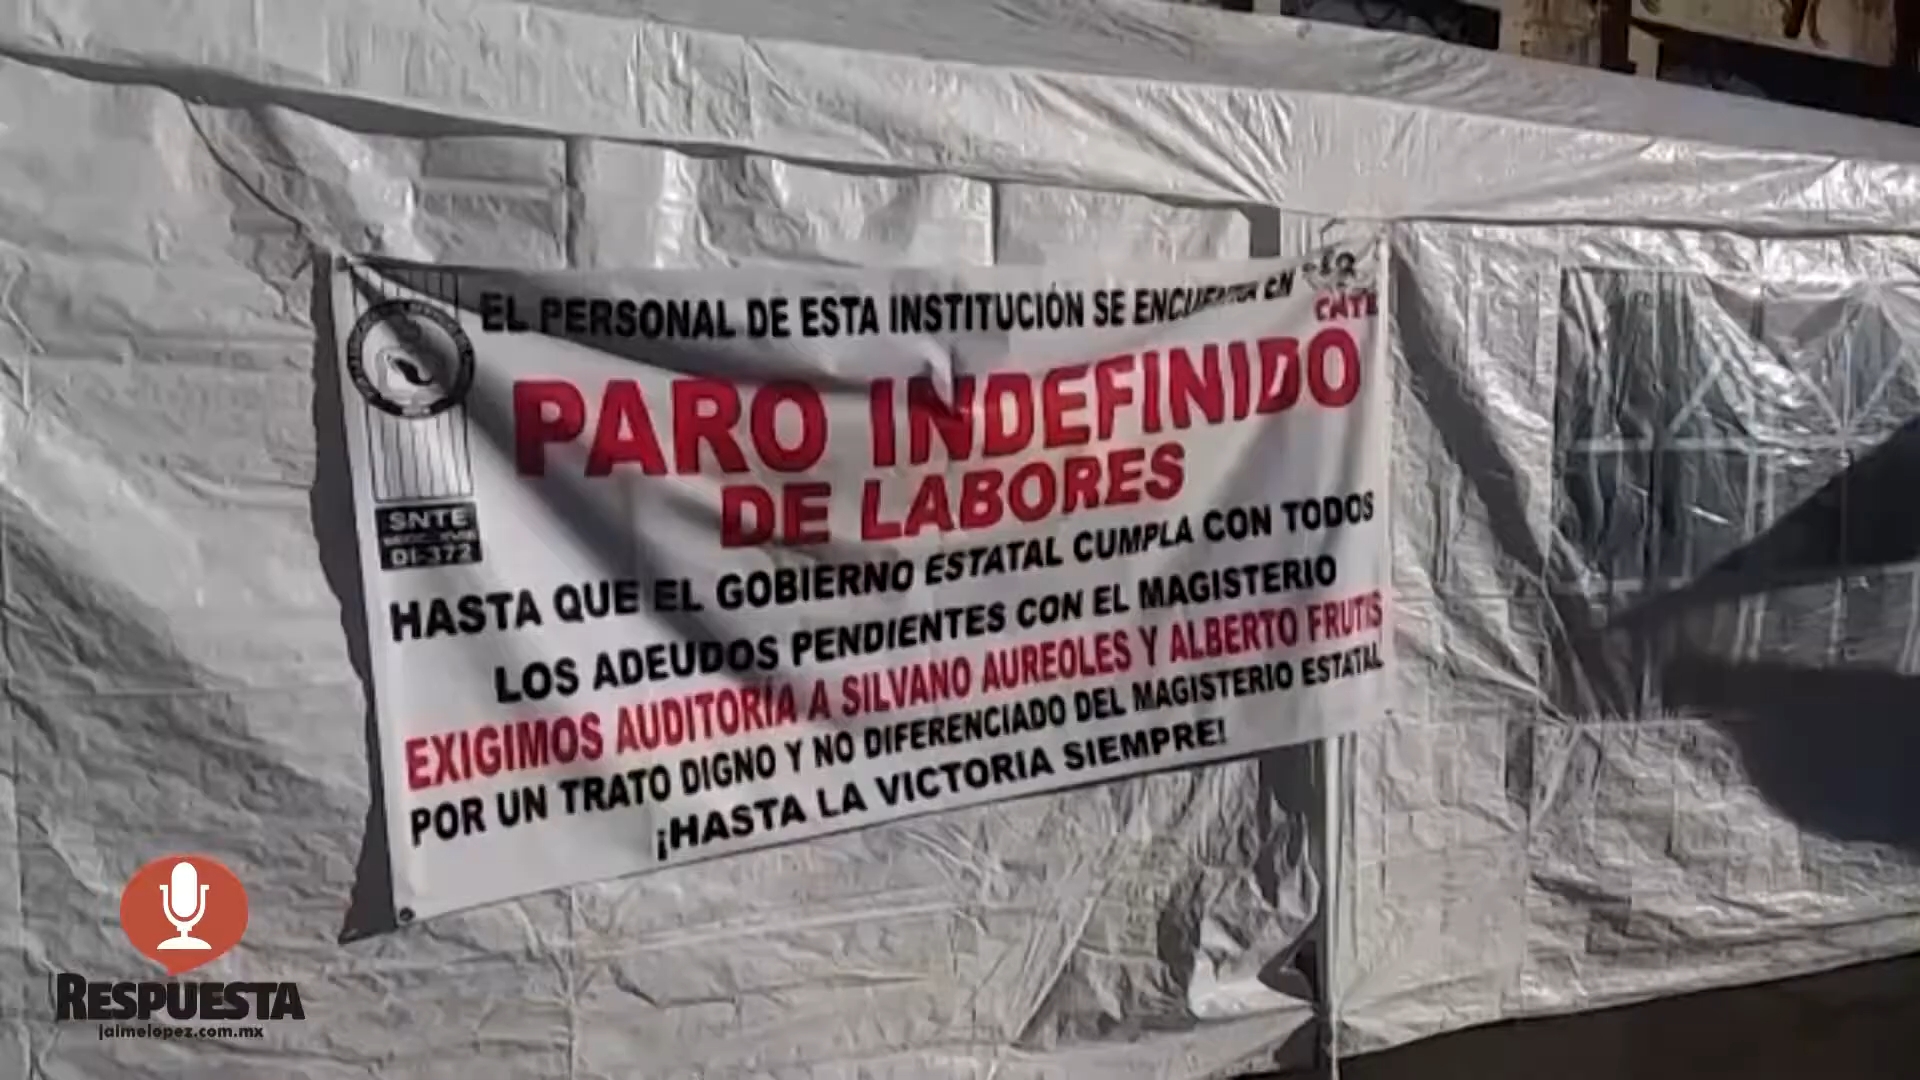 EL PERSONAL DE ESTA INSTITUCIÓN SE ENCUENTRA EN
CNTE
PARO INDEFINIDO
DE LABORES
SNTE
DI-372
HASTA QUE EL GOBIERNO ESTATAL CUMPLA CON TODOS
LOS ADEUDOS PENDIENTES CON EL MAGISTERIO
EXIGIMOS AUDITORÍA A SILVANO AUREOLES Y ALBERTO FRUTIS
POR UN TRATO DIGNO Y NO DIFERENCIADO DEL MAGISTERIO ESTATAL
¡HASTA LA VICTORIA SIEMPRE!
RESPUESTA
jaimelopez.com.mx